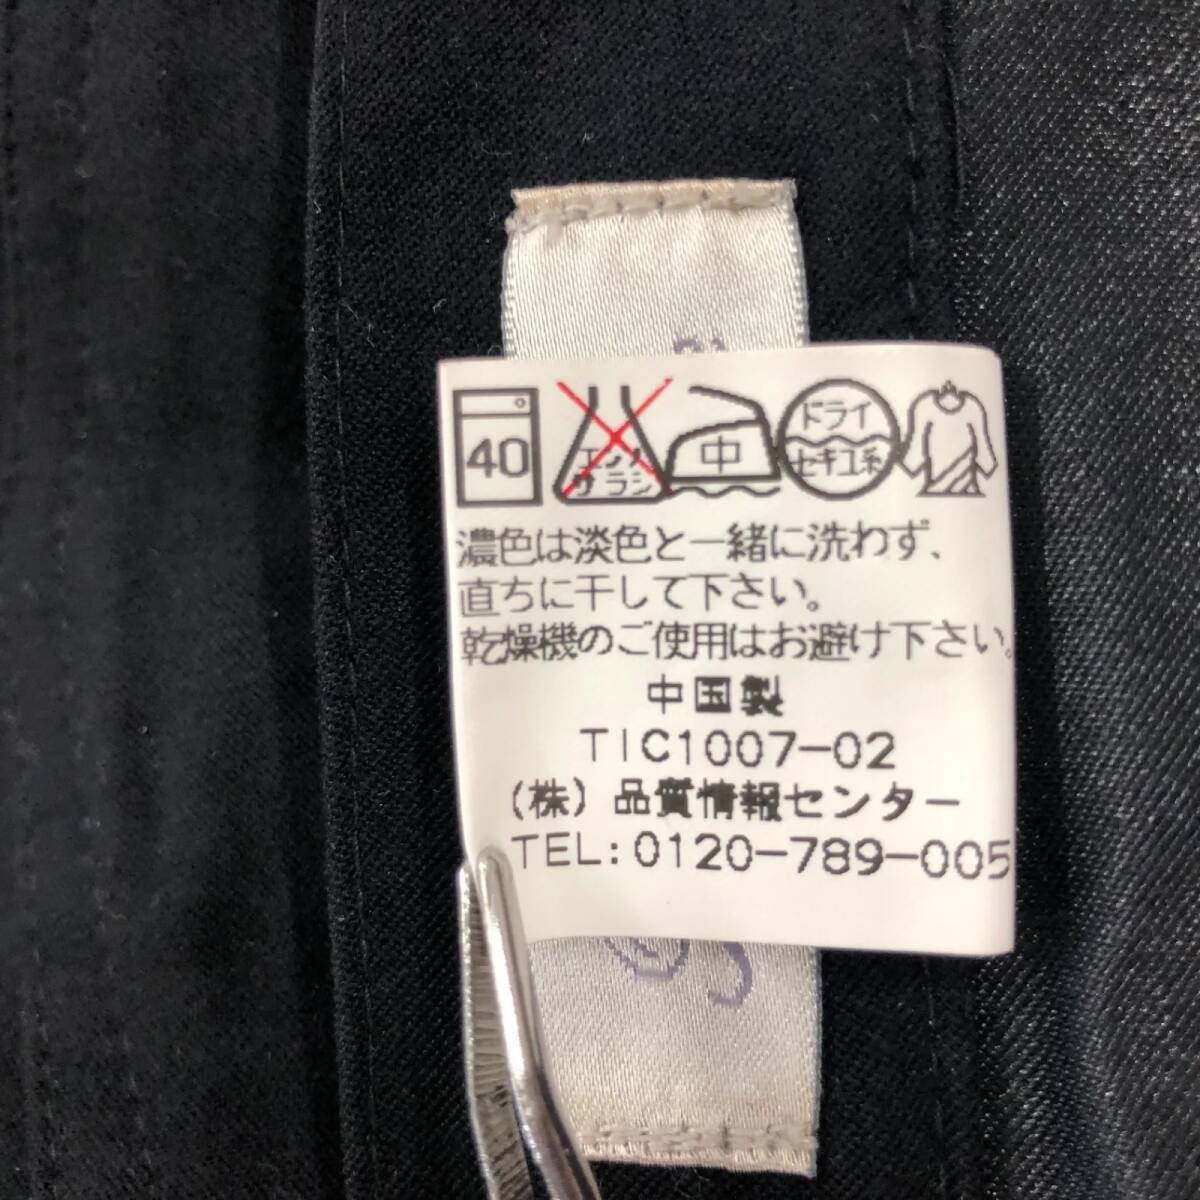 40
エンソ
サラシ
中
ドライ
セキユ系
濃色は淡色と一緒に洗わず、
直ちに干して下さい。
乾燥機のご使用はお避け下さい。
中国製
TIC1007-02
(株)品質情報センター
TEL:0120-789-005